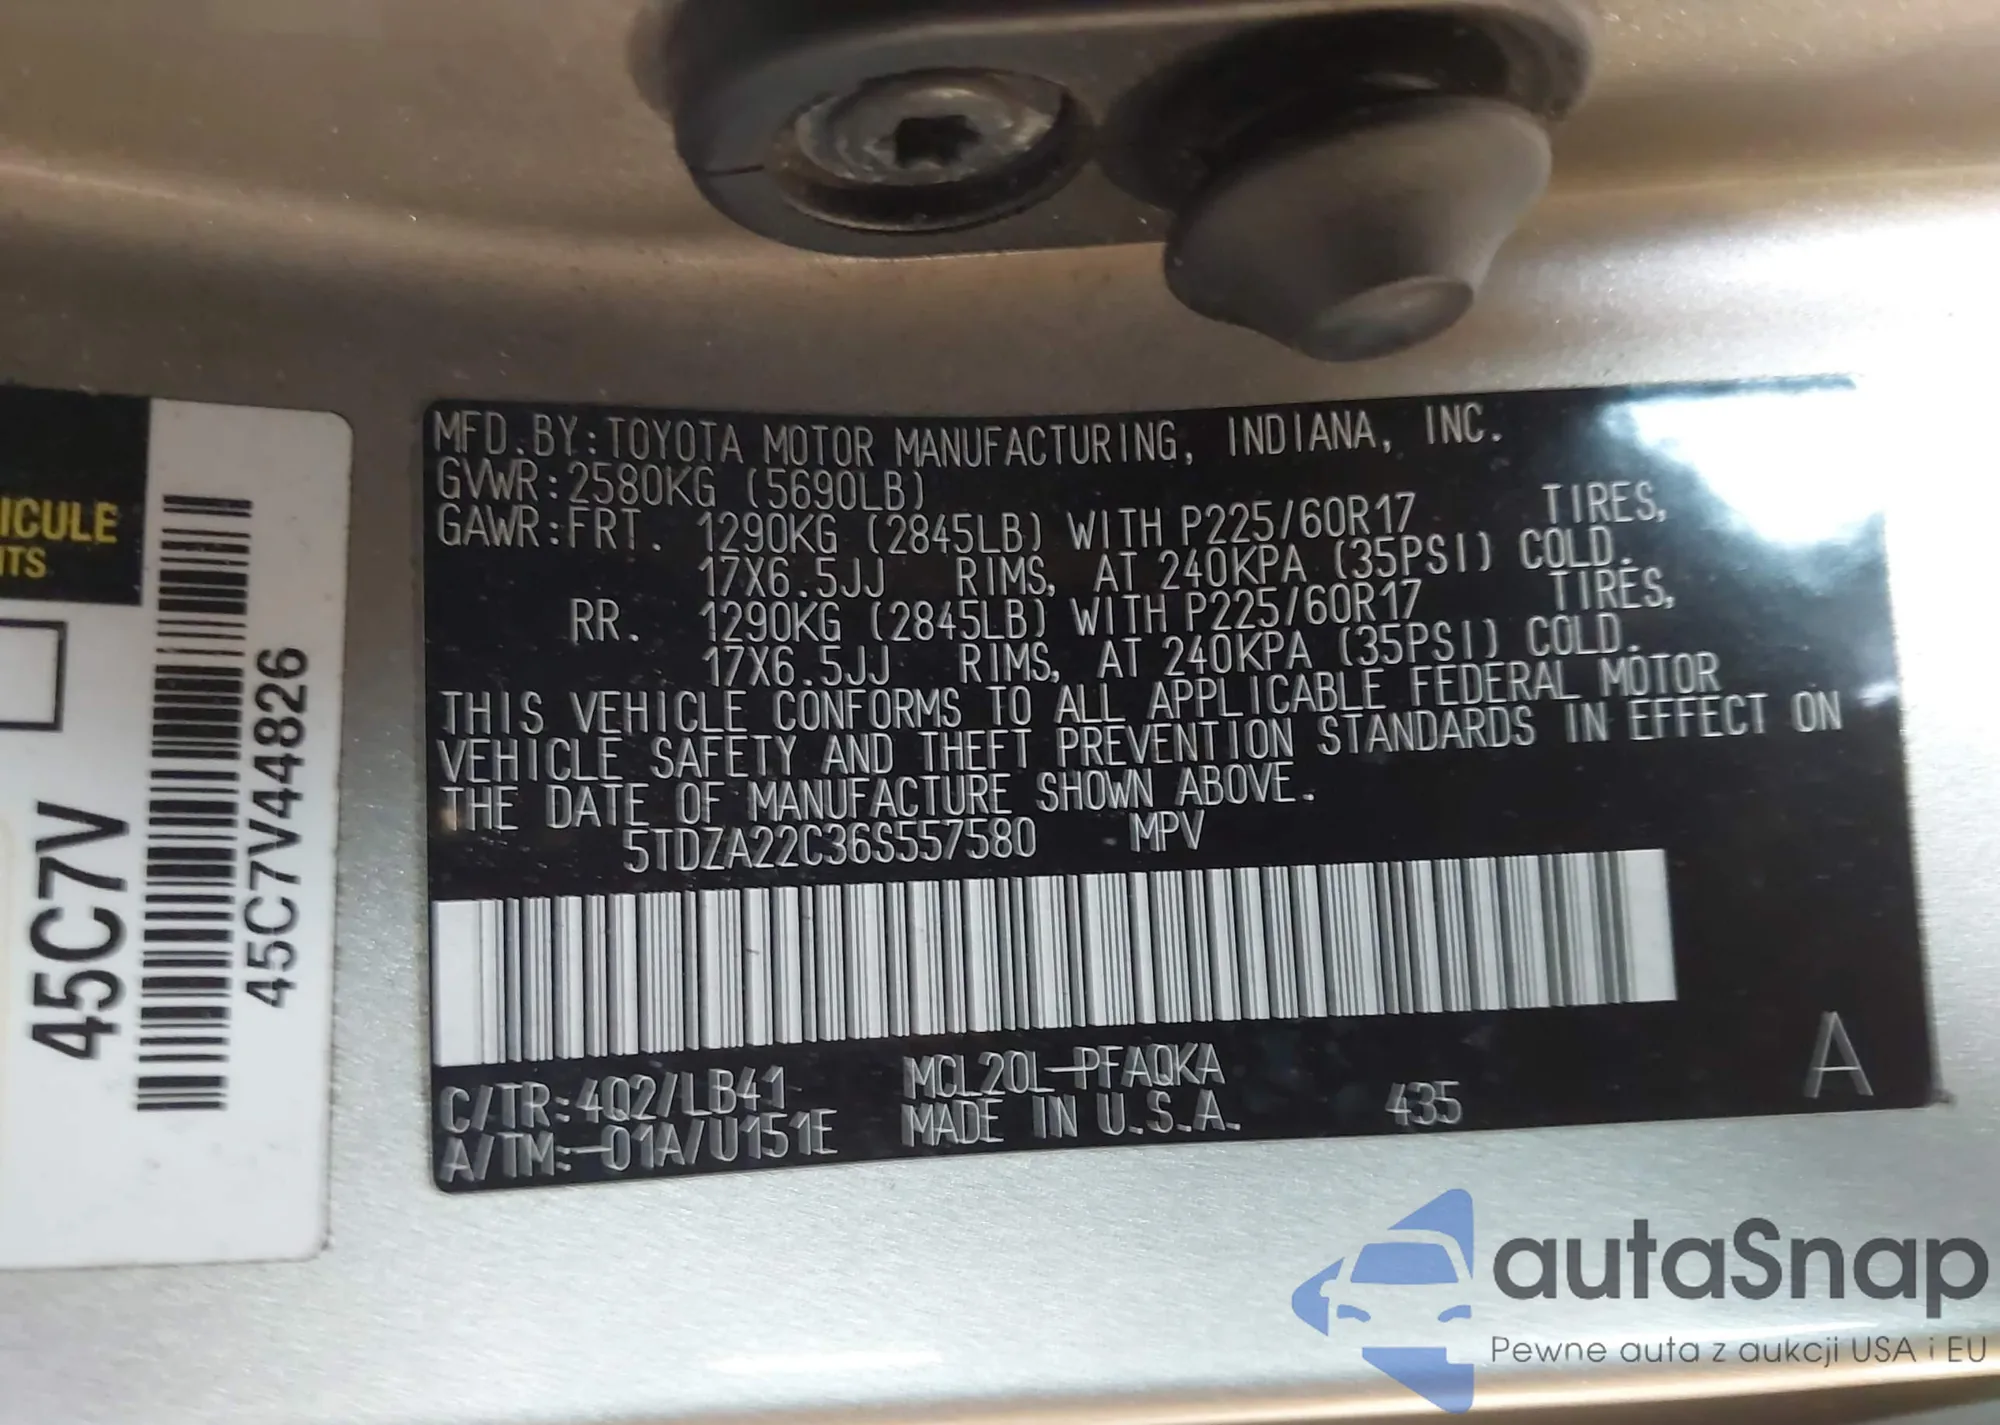 ICULE
ITS
45C7V
45C7V44826
MFD.BY:TOYOTA MOTOR MANUFACTURING, INDIANA, INC.
GVWR:2580KG (5690LB)
GAWR:FRT. 1290KG (2845LB) WITH P225/60R17 TIRES,
17X6.5JJ RIMS, AT 240KPA (35PSI) COLD.
RR. 1290KG (2845LB) WITH P225/60R17 TIRES,
17X6.5JJ RIMS, AT 240KPA (35PSI) COLD.
THIS VEHICLE CONFORMS TO ALL APPLICABLE FEDERAL MOTOR
VEHICLE SAFETY AND THEFT PREVENTION STANDARDS IN EFFECT ON
THE DATE OF MANUFACTURE SHOWN ABOVE.
5TDZA22C36S557580 MPV
C/TR:4Q2/LB41 MCL20L-PFAQKA
A/TM:-01A/U151E MADE IN U.S.A. 435 A
autaSnap
Pewne auta z aukcji USA i EU